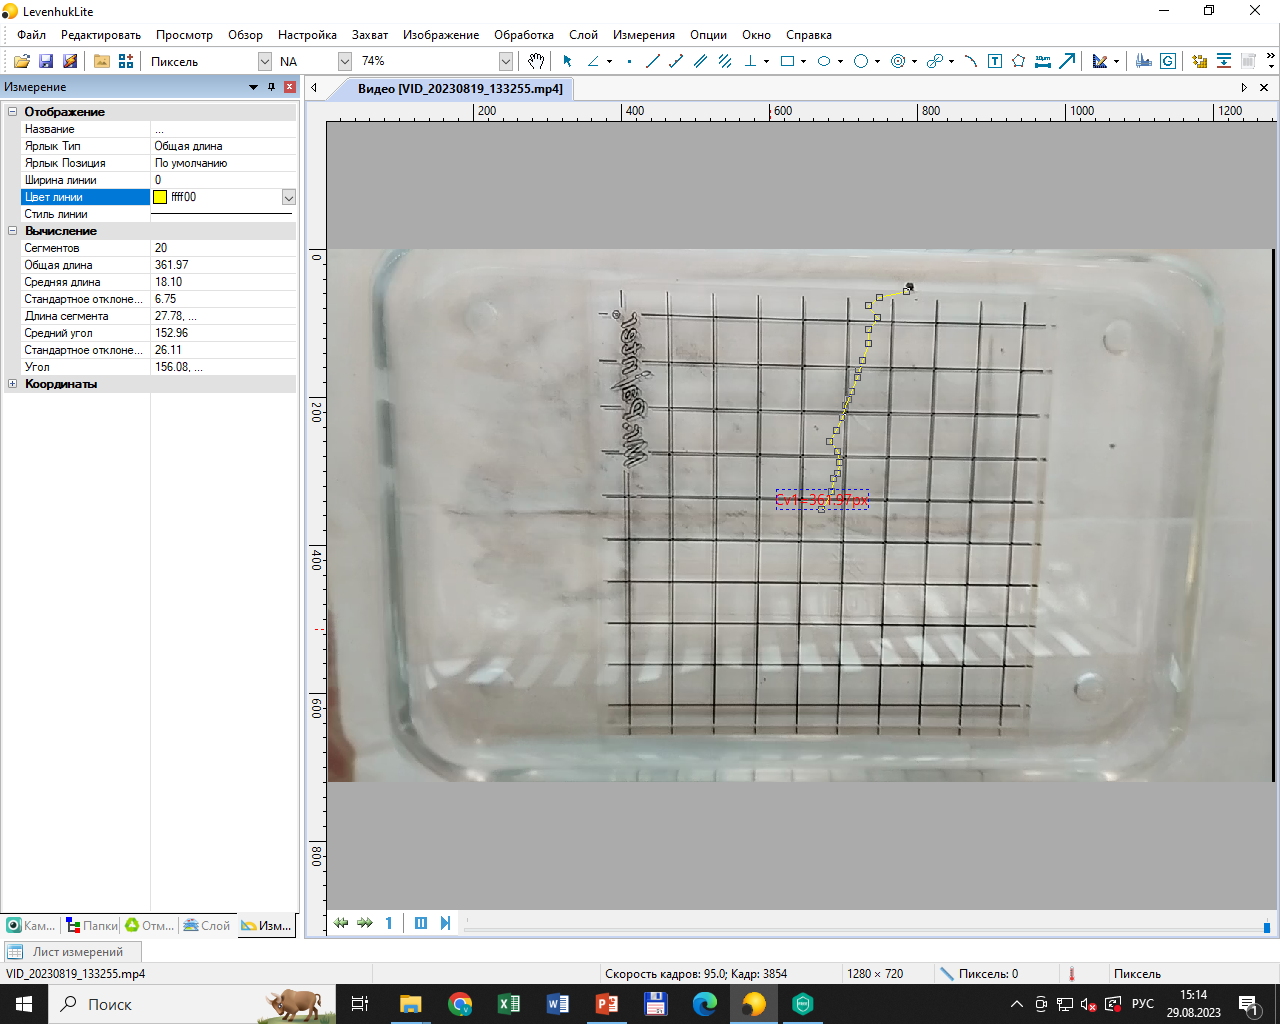 LevenhukLite
Файл Редактировать Просмотр Обзор Настройка Захват Изображение Обработка Слой Измерения Опции Окно Справка
Пиксель NA 74%
Измерение
Видео [VID_20230819_133255.mp4]
Отображение
Название ...
Ярлык Тип Общая длина
Ярлык Позиция По умолчанию
Ширина линии 0
Цвет линии ffff00
Стиль линии
Вычисление
Сегментов 20
Общая длина 361.97
Средняя длина 18.10
Стандартное отклоне... 6.75
Длина сегмента 27.78, ...
Средний угол 152.96
Стандартное отклоне... 26.11
Угол 156.08, ...
Координаты
200 400 600 800 1000 1200
0
200
400
600
800
Cv1=361.97px
1
Кам... Папки Отм... Слой Изм...
Лист измерений
VID_20230819_133255.mp4 Скорость кадров: 95.0; Кадр: 3854 1280 × 720 Пиксель: 0 Пиксель
Поиск
РУС
15:14
29.08.2023
1